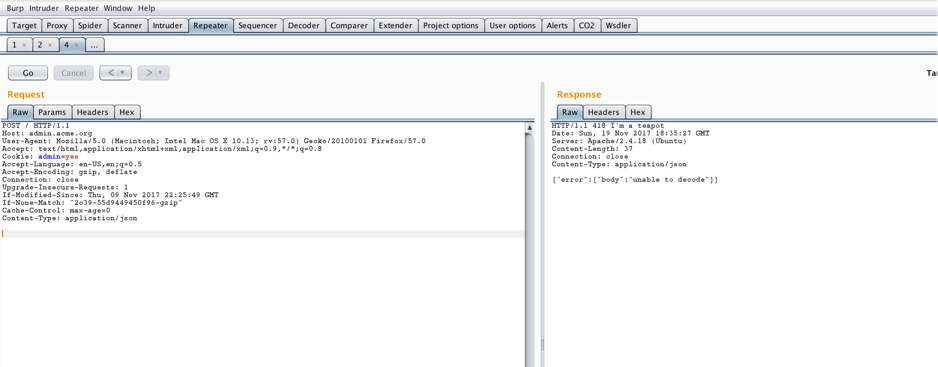 Burp Intruder Repeater Window Help
Target Proxy Spider Scanner Intruder Repeater Sequencer Decoder Comparer Extender Project options User options Alerts CO2 Wsdler
1 × 2 × 4 × ...
Go Cancel < | ▾ > | ▾ Tar
Request
Raw Params Headers Hex
POST / HTTP/1.1
Host: admin.acme.org
User-Agent: Mozilla/5.0 (Macintosh; Intel Mac OS X 10.13; rv:57.0) Gecko/20100101 Firefox/57.0
Accept: text/html,application/xhtml+xml,application/xml;q=0.9,*/*;q=0.8
Cookie: admin=yes
Accept-Language: en-US,en;q=0.5
Accept-Encoding: gzip, deflate
Connection: close
Upgrade-Insecure-Requests: 1
If-Modified-Since: Thu, 09 Nov 2017 22:25:49 GMT
If-None-Match: "2c39-55d9449450f96-gzip"
Cache-Control: max-age=0
Content-Type: application/json
Response
Raw Headers Hex
HTTP/1.1 418 I'm a teapot
Date: Sun, 19 Nov 2017 18:35:27 GMT
Server: Apache/2.4.18 (Ubuntu)
Content-Length: 37
Connection: close
Content-Type: application/json
{"error":{"body":"unable to decode"}}